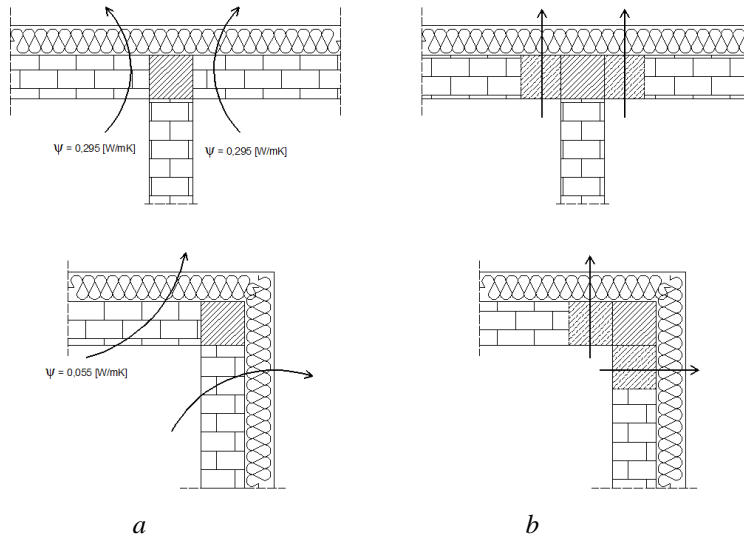 Ψ = 0,295 [W/mK]
Ψ = 0,295 [W/mK]
Ψ = 0,055 [W/mK]
a
b